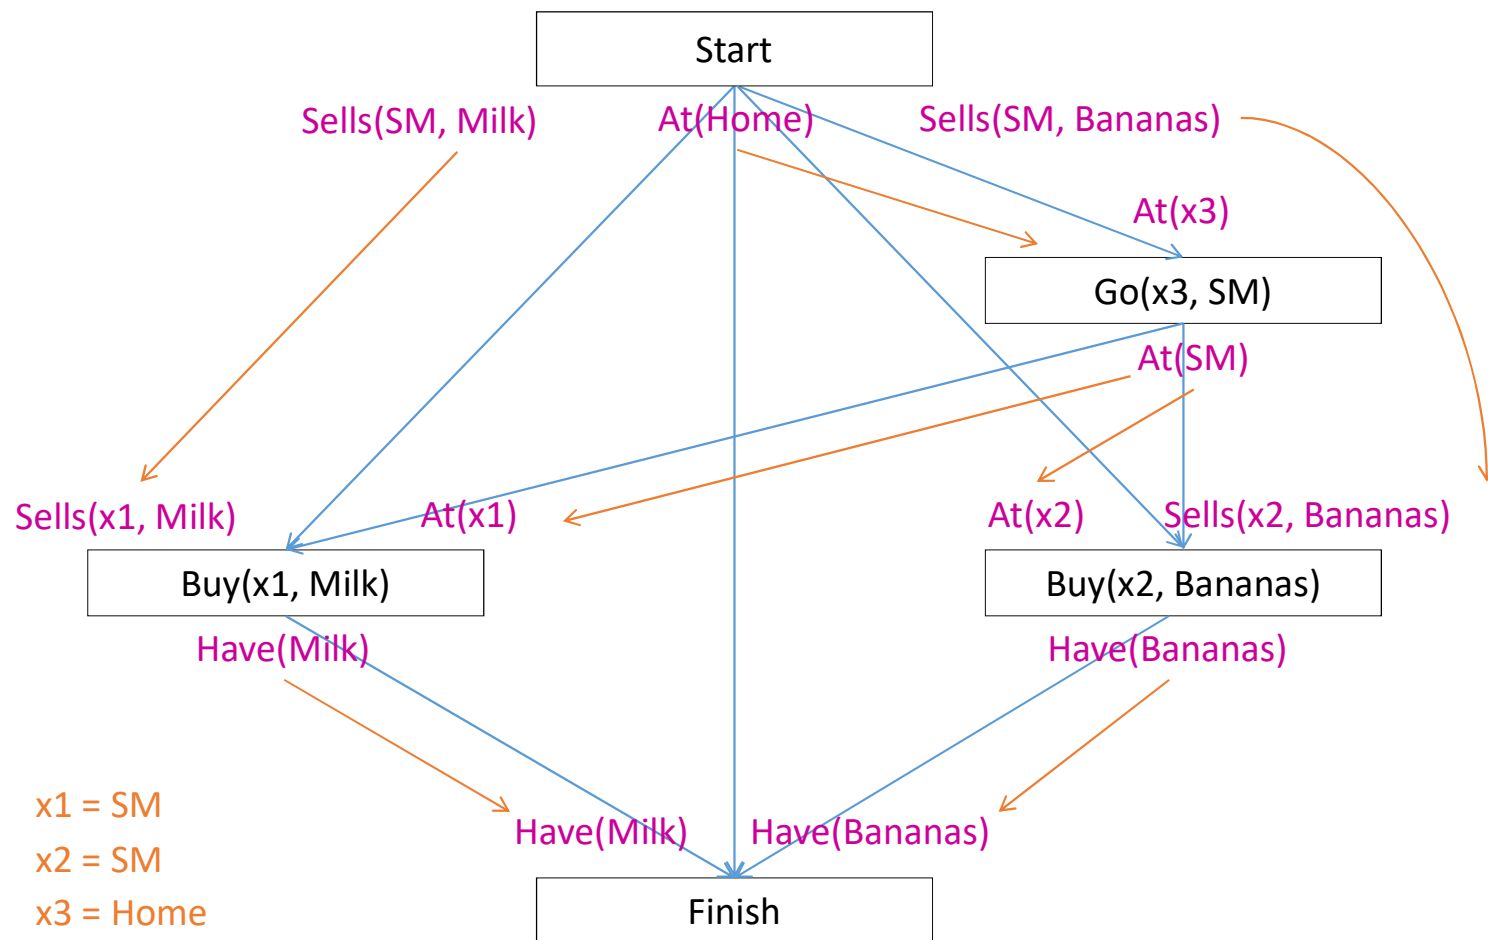 Start
Sells(SM, Milk)
At(Home)
Sells(SM, Bananas)
At(x3)
Go(x3, SM)
At(SM)
Sells(x1, Milk)
At(x1)
At(x2)
Sells(x2, Bananas)
Buy(x1, Milk)
Buy(x2, Bananas)
Have(Milk)
Have(Bananas)
x1 = SM
x2 = SM
x3 = Home
Have(Milk)
Have(Bananas)
Finish